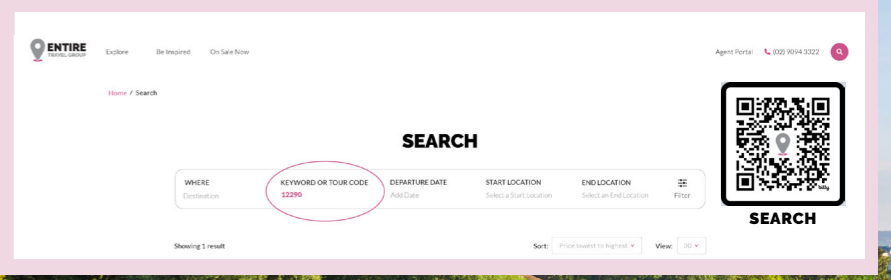 ENTIRE
TRAVEL GROUP
Explore Be Inspired On Sale Now
Agent Portal (02) 9094 3322
Home / Search
SEARCH
WHERE KEYWORD OR TOUR CODE DEPARTURE DATE START LOCATION END LOCATION
Destination 12290 Add Date Select a Start Location Select an End Location Filter
bitly
SEARCH
Showing 1 result Sort: Price lowest to highest View: 30